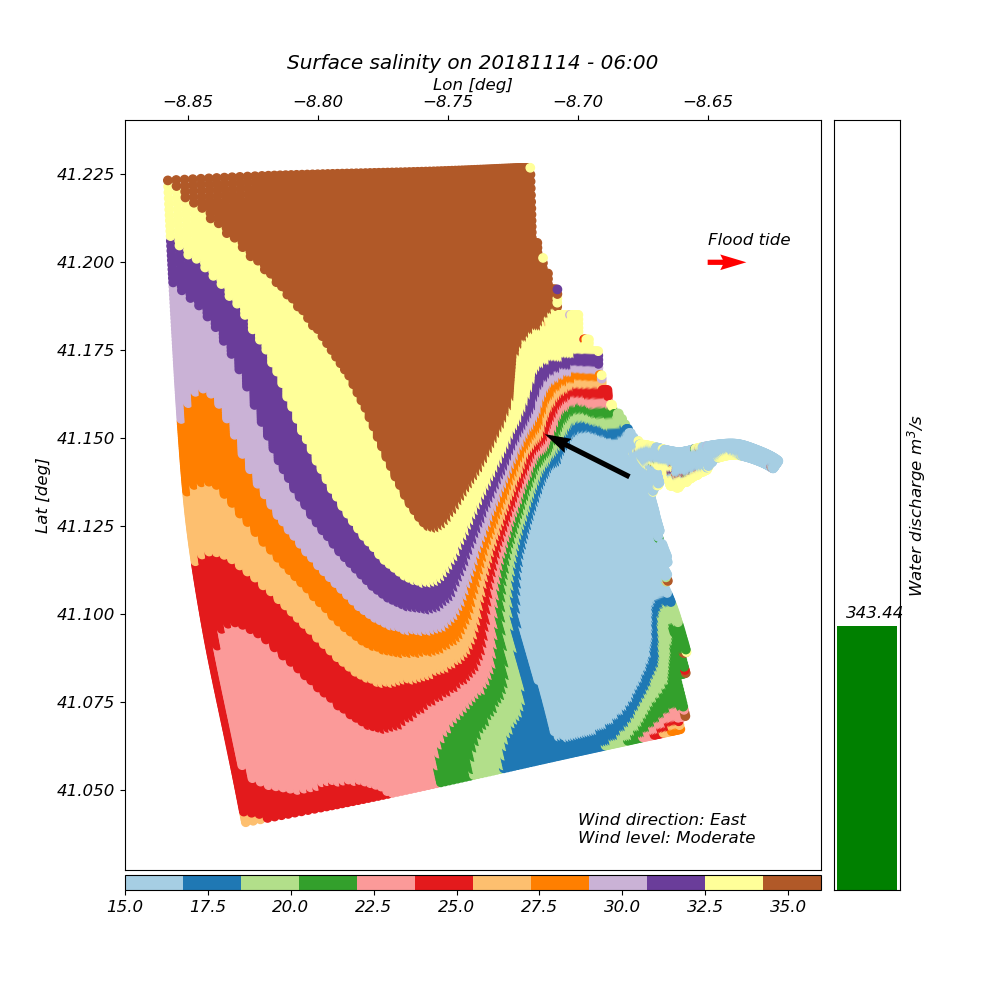 Surface salinity on 20181114 - 06:00
Lon [deg]
−8.85 −8.80 −8.75 −8.70 −8.65
41.225
41.200
41.175
41.150
41.125
41.100
41.075
41.050
Lat [deg]
Flood tide
Wind direction: East
Wind level: Moderate
343.44
Water discharge m³/s
15.0 17.5 20.0 22.5 25.0 27.5 30.0 32.5 35.0